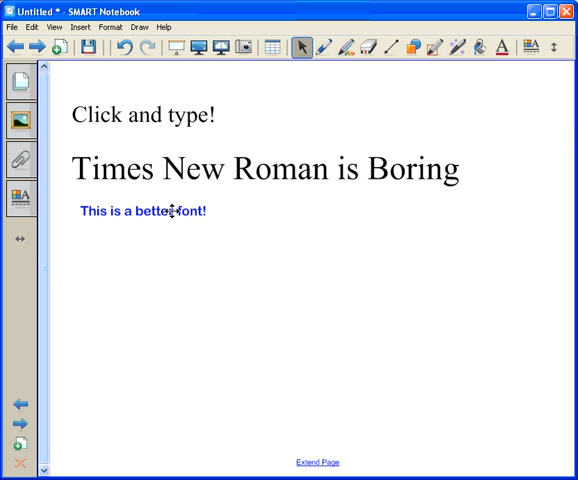 Untitled * - SMART Notebook
File Edit View Insert Format Draw Help
Click and type!
Times New Roman is Boring
This is a better font!
Extend Page